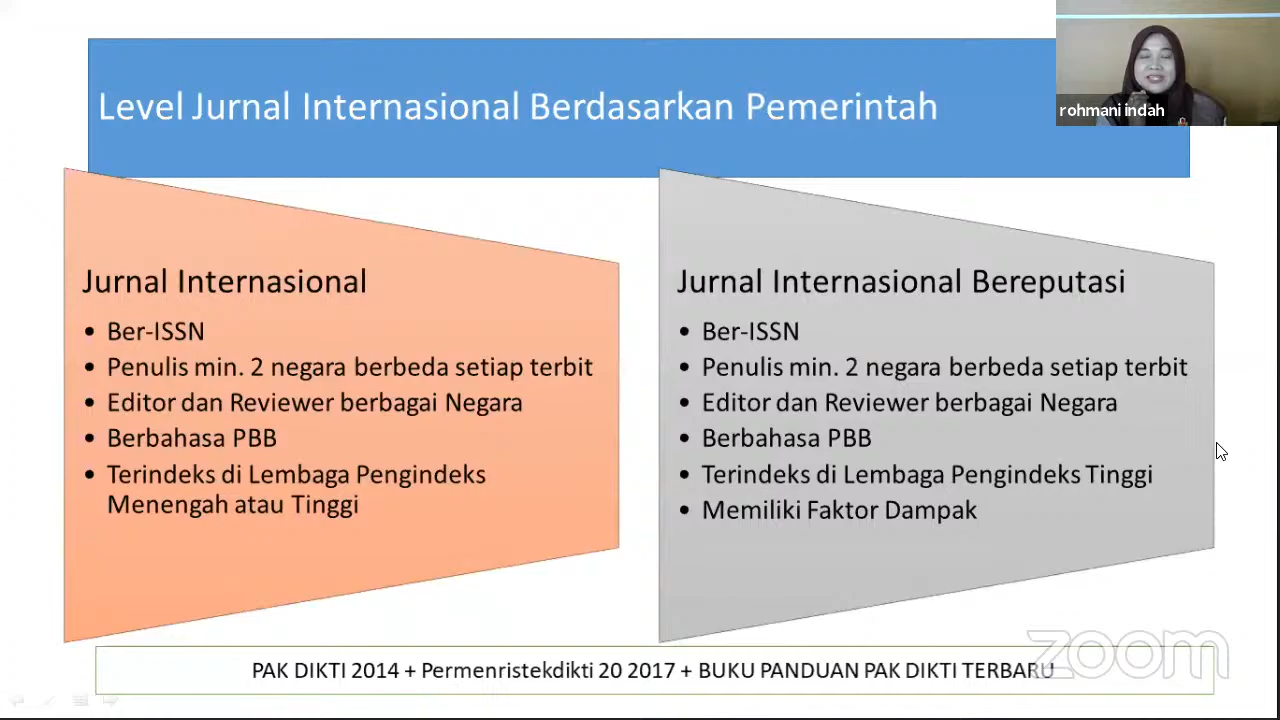 Level Jurnal Internasional Berdasarkan Pemerintah
rohmani indah
Jurnal Internasional
• Ber-ISSN
• Penulis min. 2 negara berbeda setiap terbit
• Editor dan Reviewer berbagai Negara
• Berbahasa PBB
• Terindeks di Lembaga Pengindeks
Menengah atau Tinggi
Jurnal Internasional Bereputasi
• Ber-ISSN
• Penulis min. 2 negara berbeda setiap terbit
• Editor dan Reviewer berbagai Negara
• Berbahasa PBB
• Terindeks di Lembaga Pengindeks Tinggi
• Memiliki Faktor Dampak
PAK DIKTI 2014 + Permenristekdikti 20 2017 + BUKU PANDUAN PAK DIKTI TERBARU
zoom